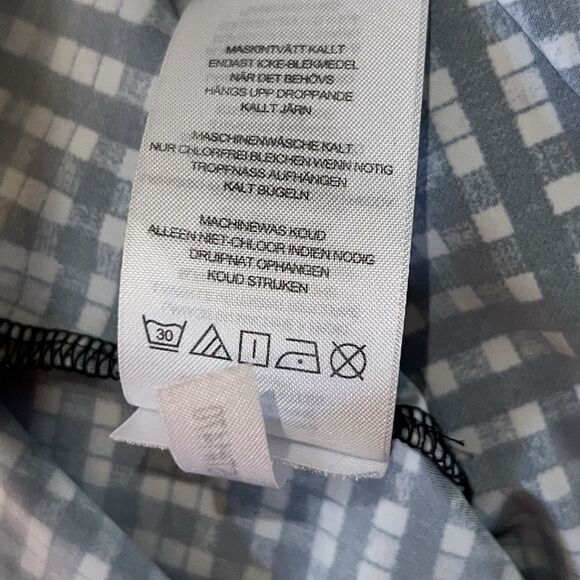 MASKINTVÄTT KALLT
ENDAST ICKE-BLEKMEDEL
NÄR DET BEHÖVS
HÄNGS UPP DROPPANDE
KALLT JÄRN
MASCHINENWÄSCHE KALT
NUR CHLORFREI BLEICHEN WENN NÖTIG
TROPFNASS AUFHÄNGEN
KALT BÜGELN
MACHINEWAS KOUD
ALLEEN NIET-CHLOOR INDIEN NODIG
DRUIPNAT OPHANGEN
KOUD STRIJKEN
30